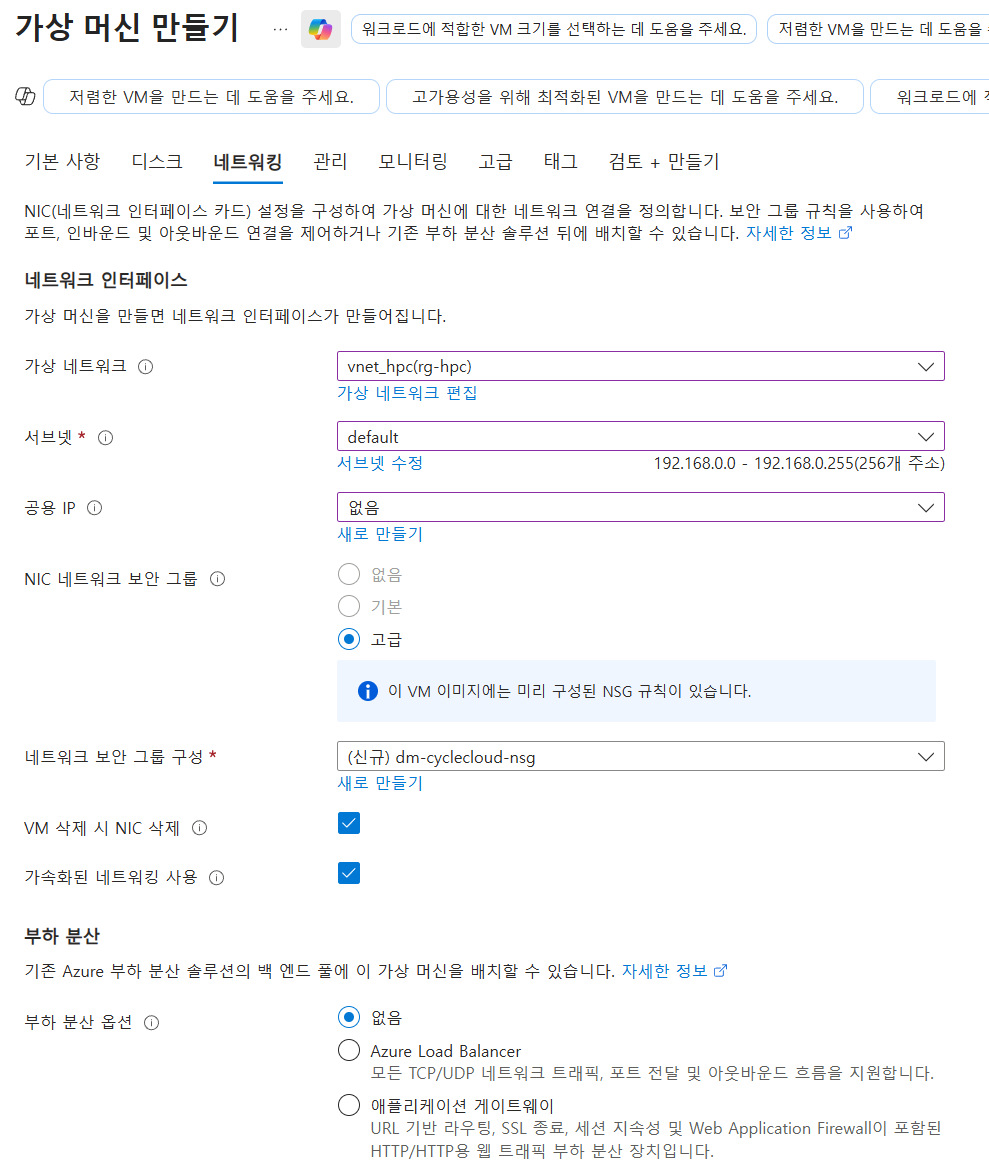 가상 머신 만들기
워크로드에 적합한 VM 크기를 선택하는 데 도움을 주세요.
저렴한 VM을 만드는 데 도움을
저렴한 VM을 만드는 데 도움을 주세요.
고가용성을 위해 최적화된 VM을 만드는 데 도움을 주세요.
워크로드에
기본 사항 디스크 네트워킹 관리 모니터링 고급 태그 검토 + 만들기
NIC(네트워크 인터페이스 카드) 설정을 구성하여 가상 머신에 대한 네트워크 연결을 정의합니다. 보안 그룹 규칙을 사용하여
포트, 인바운드 및 아웃바운드 연결을 제어하거나 기존 부하 분산 솔루션 뒤에 배치할 수 있습니다. 자세한 정보
네트워크 인터페이스
가상 머신을 만들면 네트워크 인터페이스가 만들어집니다.
가상 네트워크
vnet_hpc(rg-hpc)
가상 네트워크 편집
서브넷 *
default
서브넷 수정
192.168.0.0 - 192.168.0.255(256개 주소)
공용 IP
없음
새로 만들기
NIC 네트워크 보안 그룹
없음
기본
고급
이 VM 이미지에는 미리 구성된 NSG 규칙이 있습니다.
네트워크 보안 그룹 구성 *
(신규) dm-cyclecloud-nsg
새로 만들기
VM 삭제 시 NIC 삭제
가속화된 네트워킹 사용
부하 분산
기존 Azure 부하 분산 솔루션의 백 엔드 풀에 이 가상 머신을 배치할 수 있습니다. 자세한 정보
부하 분산 옵션
없음
Azure Load Balancer
모든 TCP/UDP 네트워크 트래픽, 포트 전달 및 아웃바운드 흐름을 지원합니다.
애플리케이션 게이트웨이
URL 기반 라우팅, SSL 종료, 세션 지속성 및 Web Application Firewall이 포함된
HTTP/HTTP용 웹 트래픽 부하 분산 장치입니다.